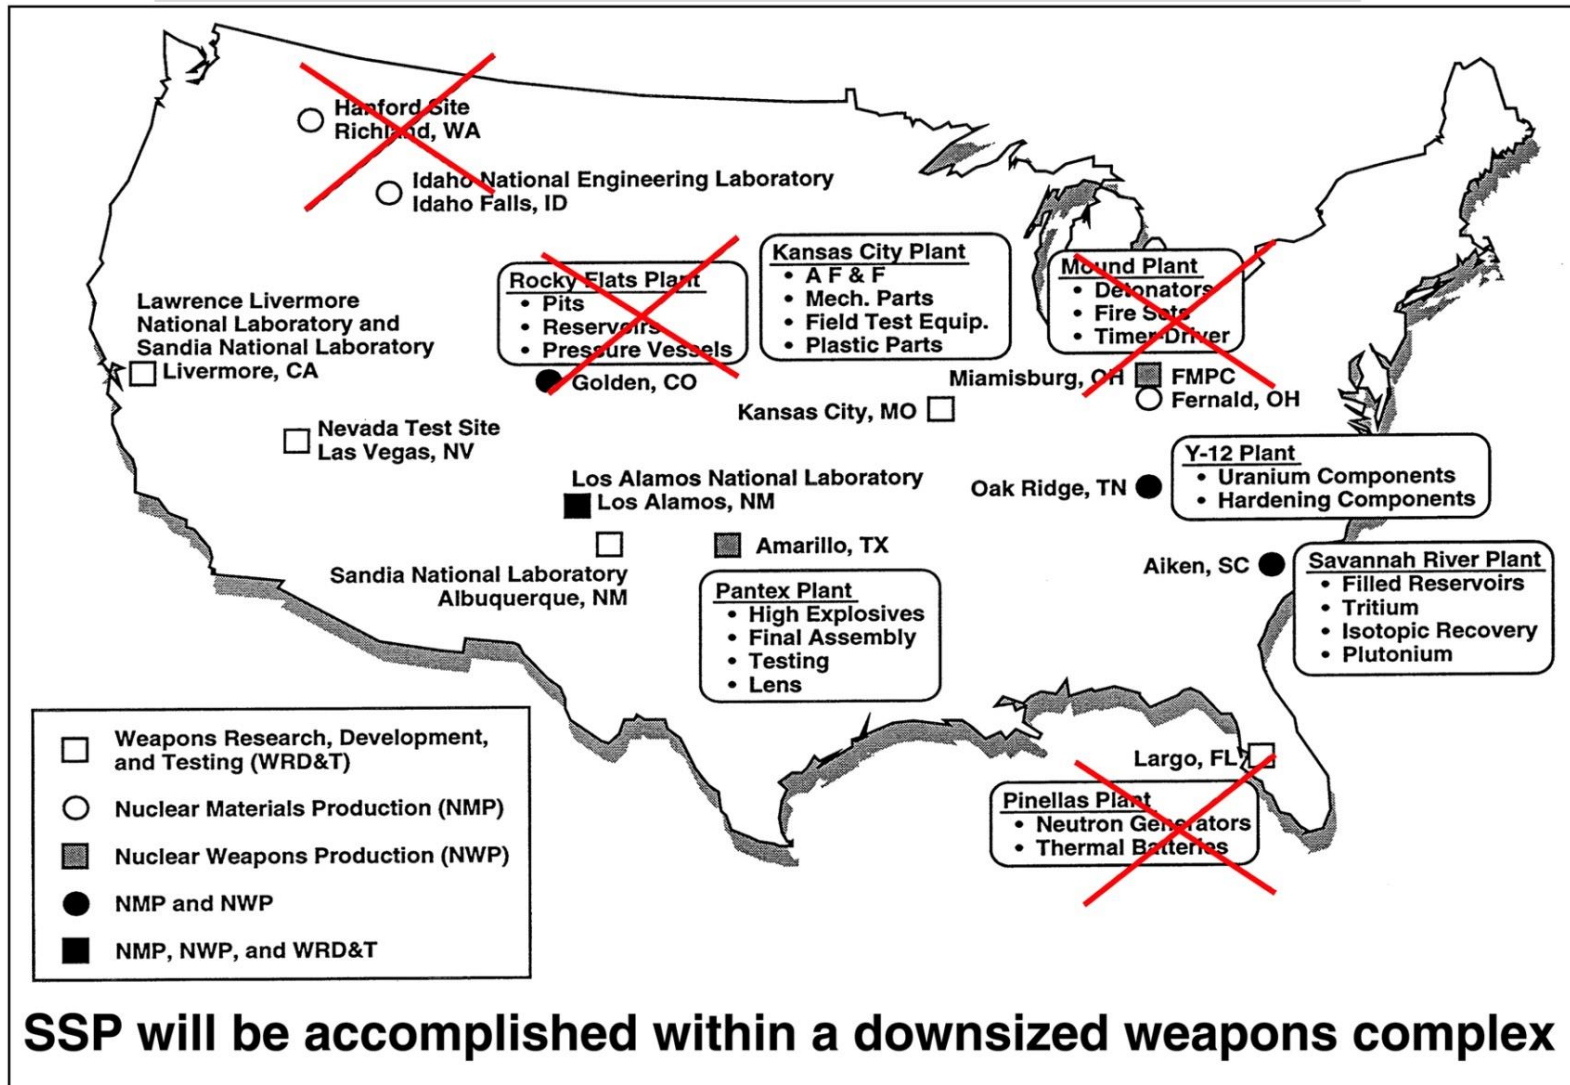 Hanford Site
Richland, WA
Idaho National Engineering Laboratory
Idaho Falls, ID
Rocky Flats Plant
• Pits
• Reservoirs
• Pressure Vessels
Golden, CO
Kansas City Plant
• A F & F
• Mech. Parts
• Field Test Equip.
• Plastic Parts
Kansas City, MO
Mound Plant
• Detonators
• Fire Sets
• Timer-Driver
Miamisburg, OH
FMPC
Fernald, OH
Lawrence Livermore
National Laboratory and
Sandia National Laboratory
Livermore, CA
Nevada Test Site
Las Vegas, NV
Los Alamos National Laboratory
Los Alamos, NM
Oak Ridge, TN
Y-12 Plant
• Uranium Components
• Hardening Components
Sandia National Laboratory
Albuquerque, NM
Amarillo, TX
Pantex Plant
• High Explosives
• Final Assembly
• Testing
• Lens
Aiken, SC
Savannah River Plant
• Filled Reservoirs
• Tritium
• Isotopic Recovery
• Plutonium
Largo, FL
Pinellas Plant
• Neutron Generators
• Thermal Batteries
Weapons Research, Development,
and Testing (WRD&T)
Nuclear Materials Production (NMP)
Nuclear Weapons Production (NWP)
NMP and NWP
NMP, NWP, and WRD&T
SSP will be accomplished within a downsized weapons complex